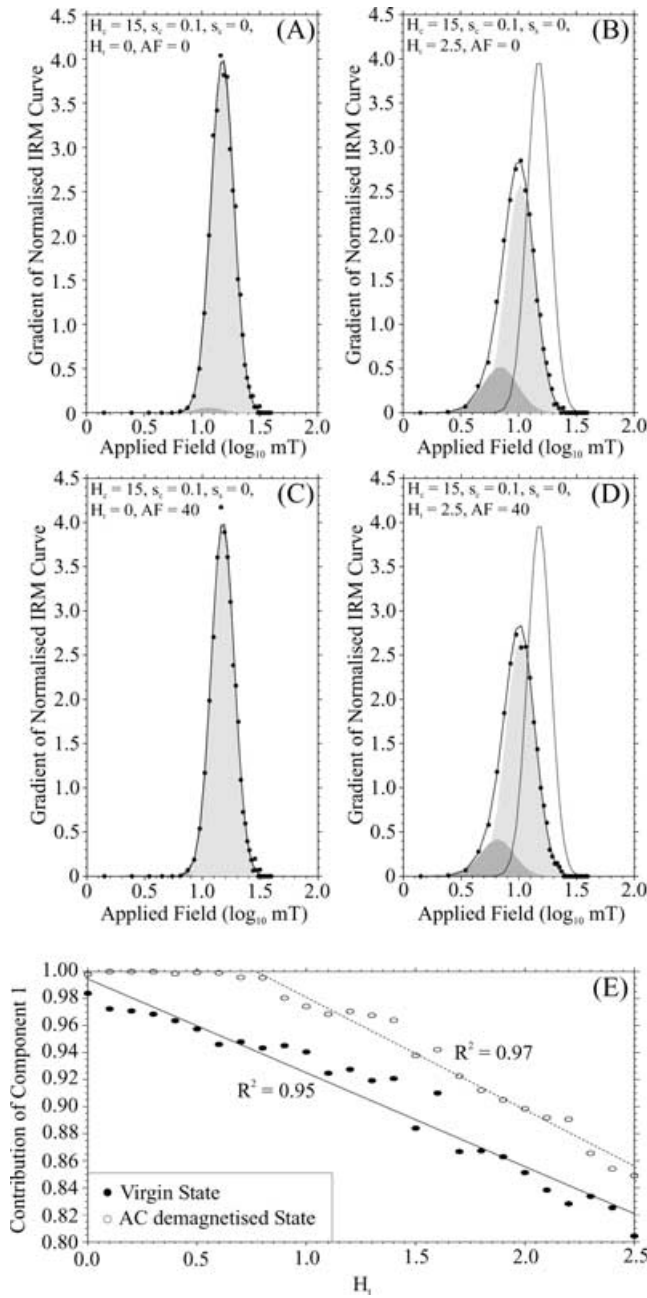 H_c = 15, s_c = 0.1, s_s = 0, (A)
H_t = 0, AF = 0
4.5
4.0
3.5
3.0
2.5
2.0
1.5
1.0
0.5
0
Gradient of Normalised IRM Curve
0 0.5 1.0 1.5 2.0
Applied Field (log₁₀ mT)
H_c = 15, s_c = 0.1, s_s = 0, (B)
H_t = 2.5, AF = 0
4.5
4.0
3.5
3.0
2.5
2.0
1.5
1.0
0.5
0
Gradient of Normalised IRM Curve
0 0.5 1.0 1.5 2.0
Applied Field (log₁₀ mT)
H_c = 15, s_c = 0.1, s_s = 0, (C)
H_t = 0, AF = 40
4.5
4.0
3.5
3.0
2.5
2.0
1.5
1.0
0.5
0
Gradient of Normalised IRM Curve
0 0.5 1.0 1.5 2.0
Applied Field (log₁₀ mT)
H_c = 15, s_c = 0.1, s_s = 0, (D)
H_t = 2.5, AF = 40
4.5
4.0
3.5
3.0
2.5
2.0
1.5
1.0
0.5
0
Gradient of Normalised IRM Curve
0 0.5 1.0 1.5 2.0
Applied Field (log₁₀ mT)
(E)
1.00
0.98
0.96
0.94
0.92
0.90
0.88
0.86
0.84
0.82
0.80
Contribution of Component 1
R² = 0.97
R² = 0.95
Virgin State
AC demagnetised State
0.0 0.5 1.0 1.5 2.0 2.5
H_t